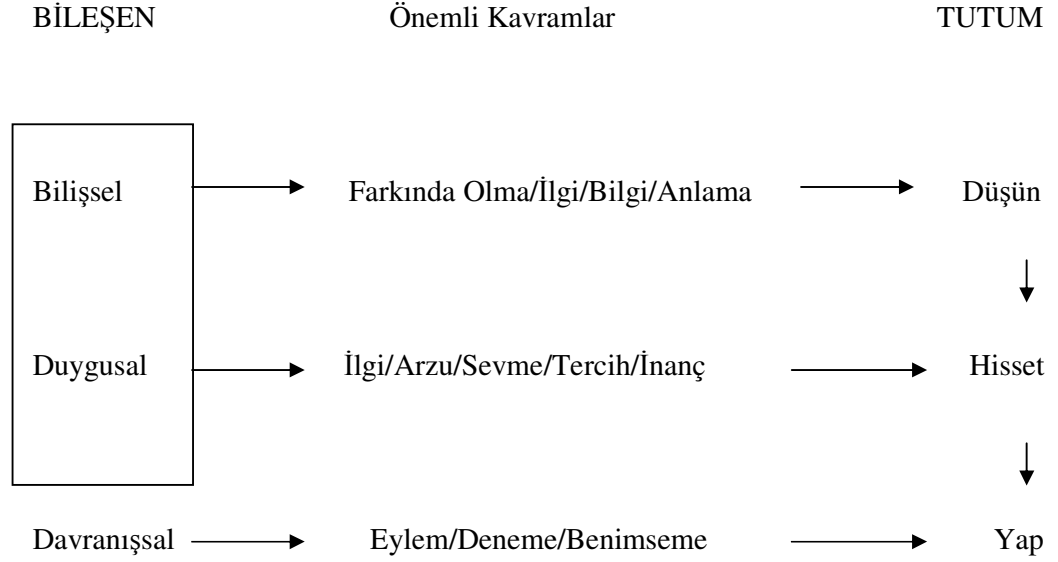 BİLEŞEN Önemli Kavramlar TUTUM
Bilişsel Farkında Olma/İlgi/Bilgi/Anlama Düşün
Duygusal İlgi/Arzu/Sevme/Tercih/İnanç Hisset
Davranışsal Eylem/Deneme/Benimseme Yap